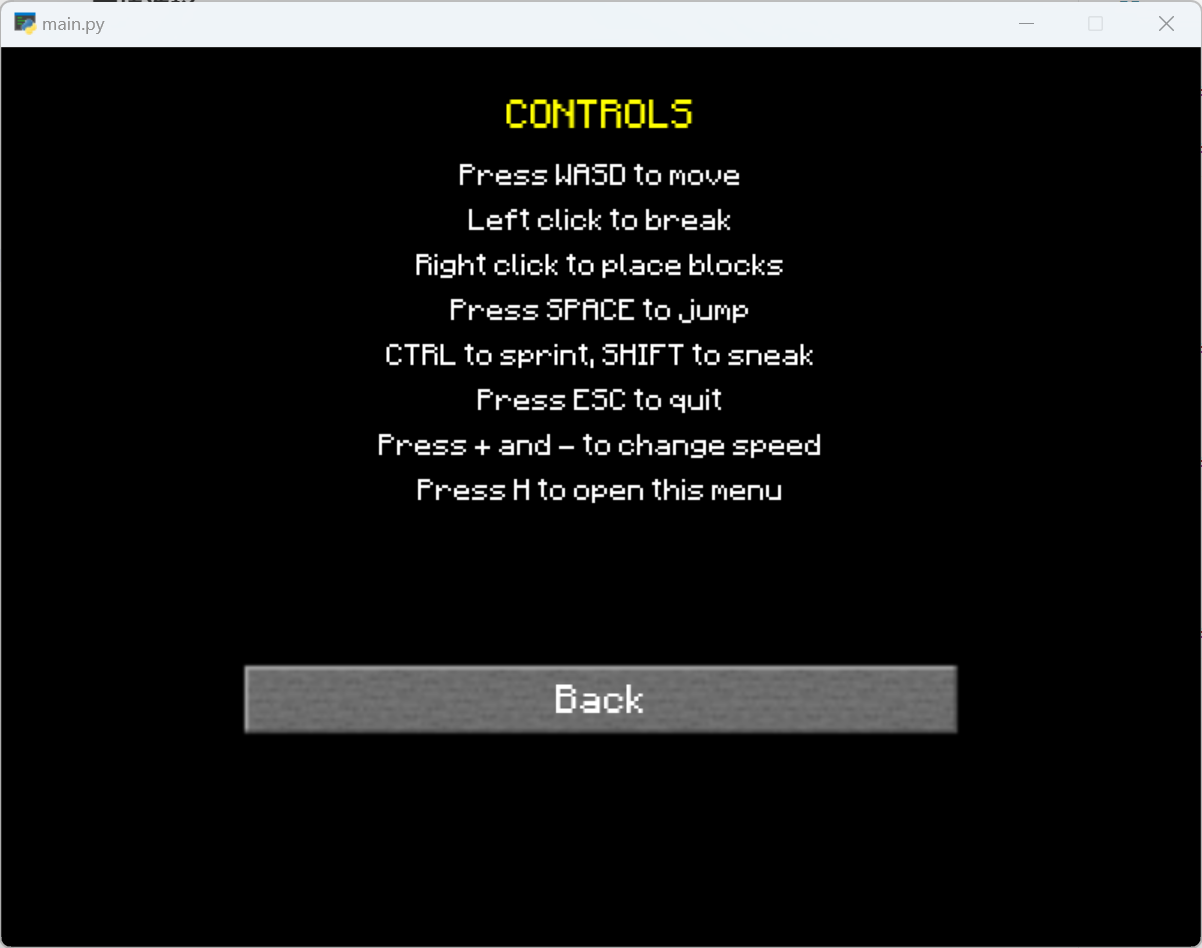 main.py
CONTROLS
Press WASD to move
Left click to break
Right click to place blocks
Press SPACE to jump
CTRL to sprint, SHIFT to sneak
Press ESC to quit
Press + and - to change speed
Press H to open this menu
Back